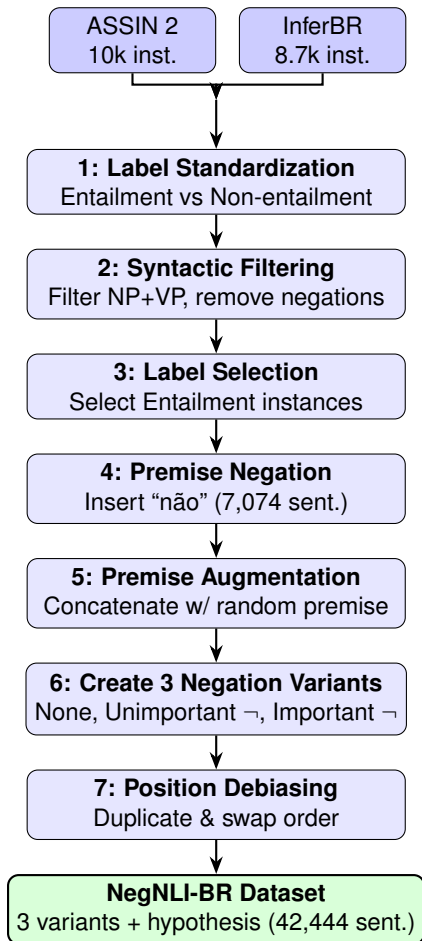 ASSIN 2
10k inst.
InferBR
8.7k inst.
1: Label Standardization
Entailment vs Non-entailment
2: Syntactic Filtering
Filter NP+VP, remove negations
3: Label Selection
Select Entailment instances
4: Premise Negation
Insert “não” (7,074 sent.)
5: Premise Augmentation
Concatenate w/ random premise
6: Create 3 Negation Variants
None, Unimportant ¬, Important ¬
7: Position Debiasing
Duplicate & swap order
NegNLI-BR Dataset
3 variants + hypothesis (42,444 sent.)